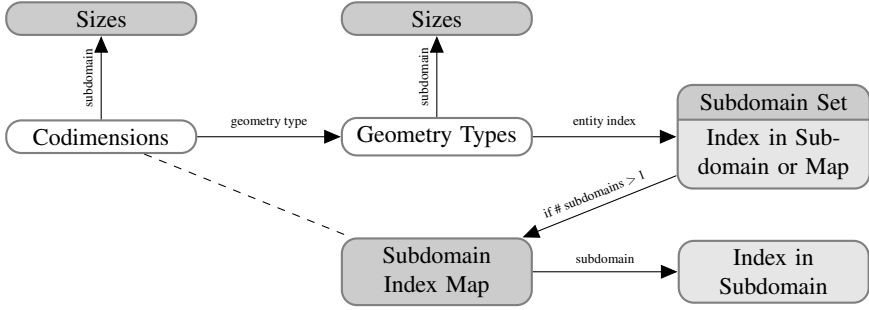 Sizes
Sizes
subdomain
subdomain
Codimensions
geometry type
Geometry Types
entity index
Subdomain Set
Index in Sub-
domain or Map
if # subdomains > 1
Subdomain
Index Map
subdomain
Index in
Subdomain